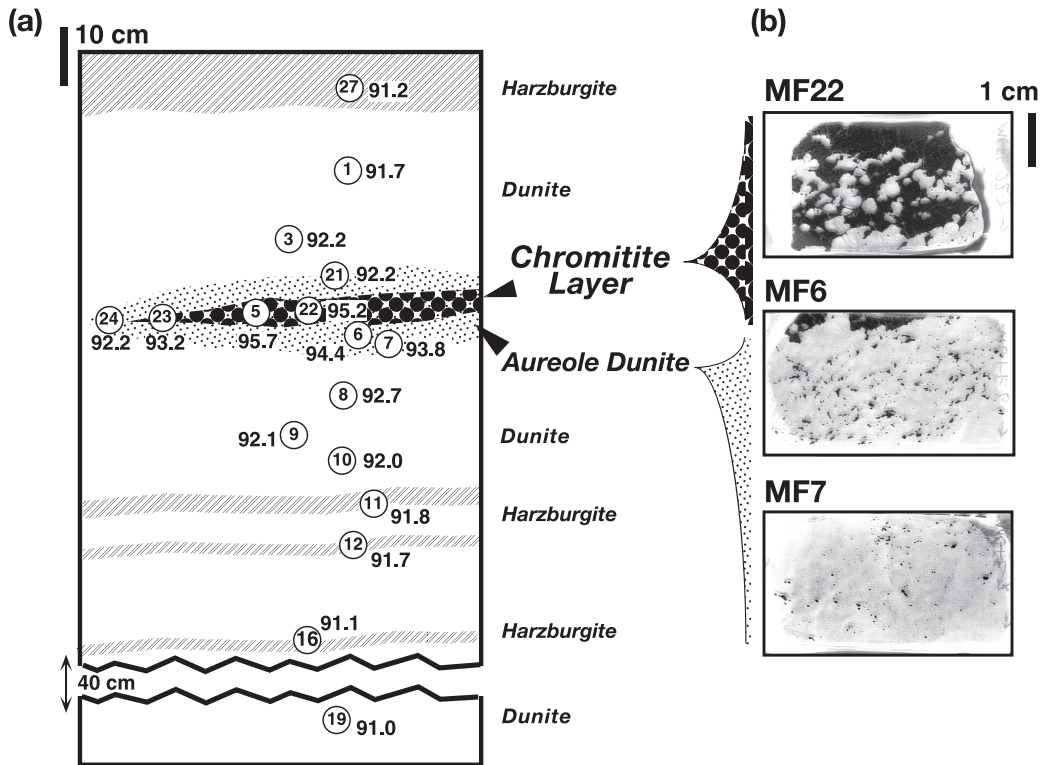 (a)
10 cm
27 91.2
Harzburgite
1 91.7
Dunite
3 92.2
21 92.2
Chromitite
Layer
24 23 5 22 95.2
92.2 93.2 95.7 94.4 6 7 93.8
Aureole Dunite
8 92.7
92.1 9
Dunite
10 92.0
11
91.8
Harzburgite
12
91.7
91.1
16
Harzburgite
40 cm
19 91.0
Dunite
(b)
MF22 1 cm
MF6
MF7